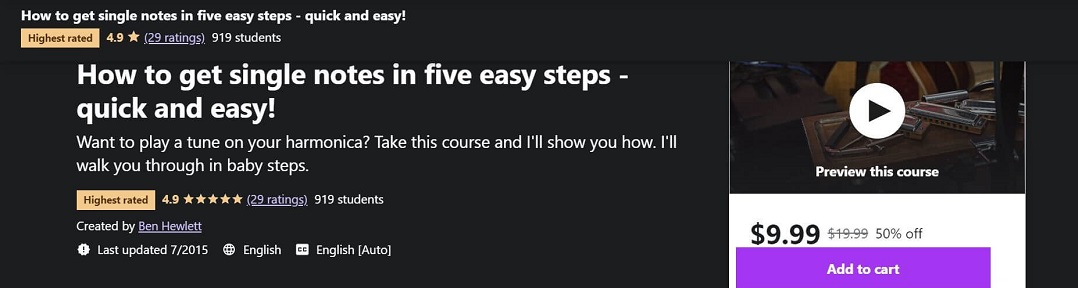 How to get single notes in five easy steps - quick and easy!
Highest rated 4.9 (29 ratings) 919 students
How to get single notes in five easy steps -
quick and easy!
Want to play a tune on your harmonica? Take this course and I'll show you how. I'll
walk you through in baby steps.
Highest rated 4.9 (29 ratings) 919 students
Created by Ben Hewlett
Last updated 7/2015 English CC English [Auto]
Preview this course
$9.99 $19.99 50% off
Add to cart